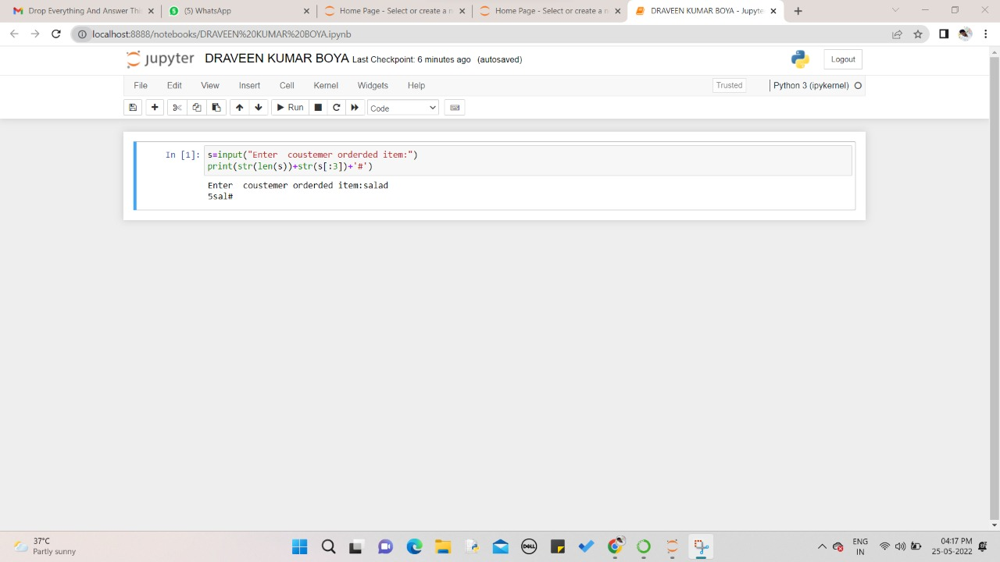 Drop Everything And Answer Thi
(5) WhatsApp
Home Page - Select or create a n
Home Page - Select or create a n
DRAVEEN KUMAR BOYA - Jupyte
localhost:8888/notebooks/DRAVEEN%20KUMAR%20BOYA.ipynb
jupyter DRAVEEN KUMAR BOYA Last Checkpoint: 6 minutes ago (autosaved)
Logout
File Edit View Insert Cell Kernel Widgets Help
Trusted
Python 3 (ipykernel)
Run
Code
In [1]: s=input("Enter  coustemer orderded item:")
print(str(len(s))+str(s[:3])+'#')
Enter  coustemer orderded item:salad
5sal#
37°C
Partly sunny
DELL
ENG
IN
04:17 PM
25-05-2022